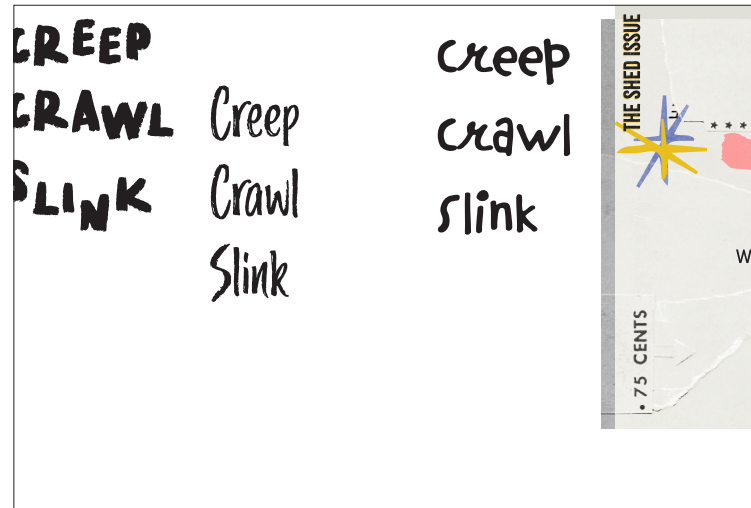 CREEP
CRAWL
SLINK
Creep
Crawl
Slink
creep
crawl
slink
THE SHED ISSUE
• 75 CENTS